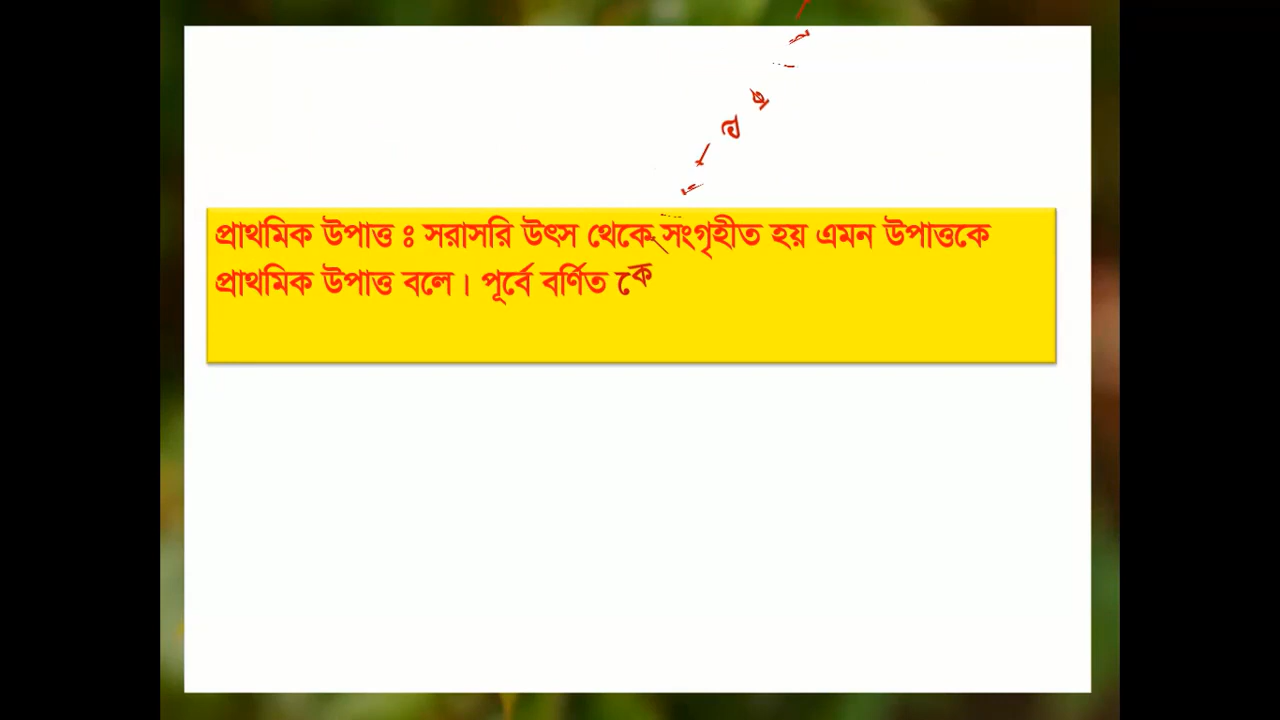 প্রাথমিক উপাত্ত ঃ সরাসরি উৎস থেকে সংগৃহীত হয় এমন উপাত্তকে
প্রাথমিক উপাত্ত বলে। পূর্বে বর্ণিত কে